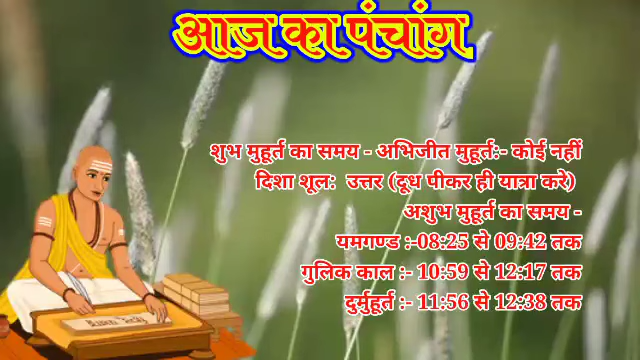 आज का पंचांग
शुभ मुहूर्त का समय - अभिजीत मुहूर्त:- कोई नहीं
दिशा शूल: उत्तर (दूध पीकर ही यात्रा करे)
अशुभ मुहूर्त का समय -
यमगण्ड :-08:25 से 09:42 तक
गुलिक काल :- 10:59 से 12:17 तक
दुर्मुहूर्त :- 11:56 से 12:38 तक